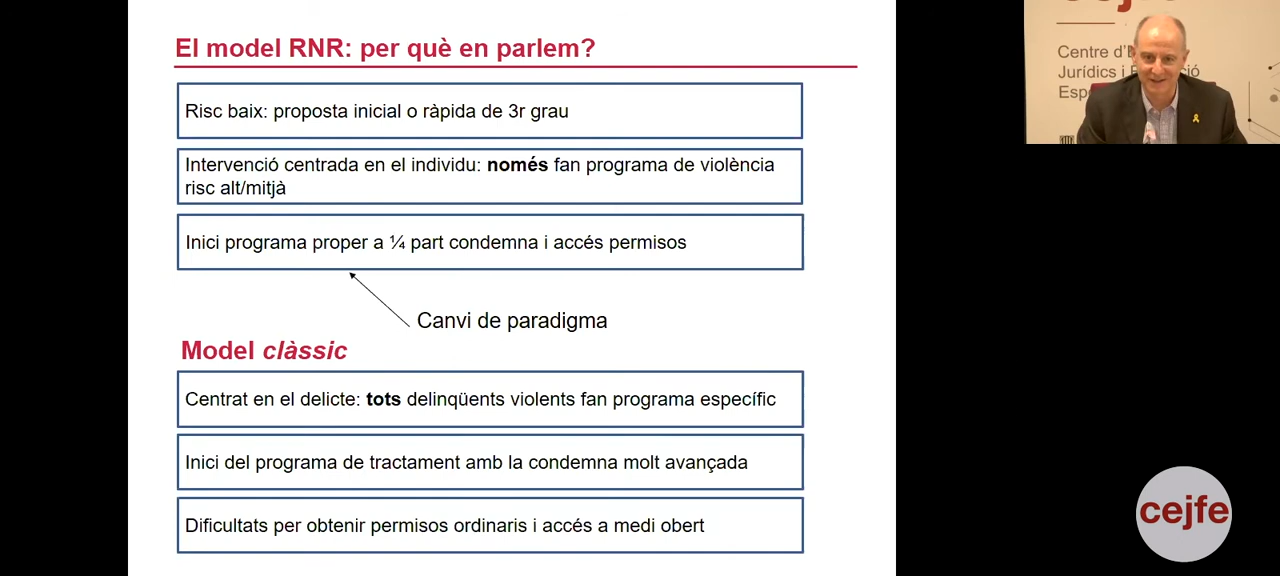 El model RNR: per què en parlem?
Risc baix: proposta inicial o ràpida de 3r grau
Intervenció centrada en el individu: només fan programa de violència
risc alt/mitjà
Inici programa proper a ¼ part condemna i accés permisos
Canvi de paradigma
Model clàssic
Centrat en el delicte: tots delinqüents violents fan programa específic
Inici del programa de tractament amb la condemna molt avançada
Dificultats per obtenir permisos ordinaris i accés a medi obert
cejfe
Centre d'
Jurídics i
cejfe